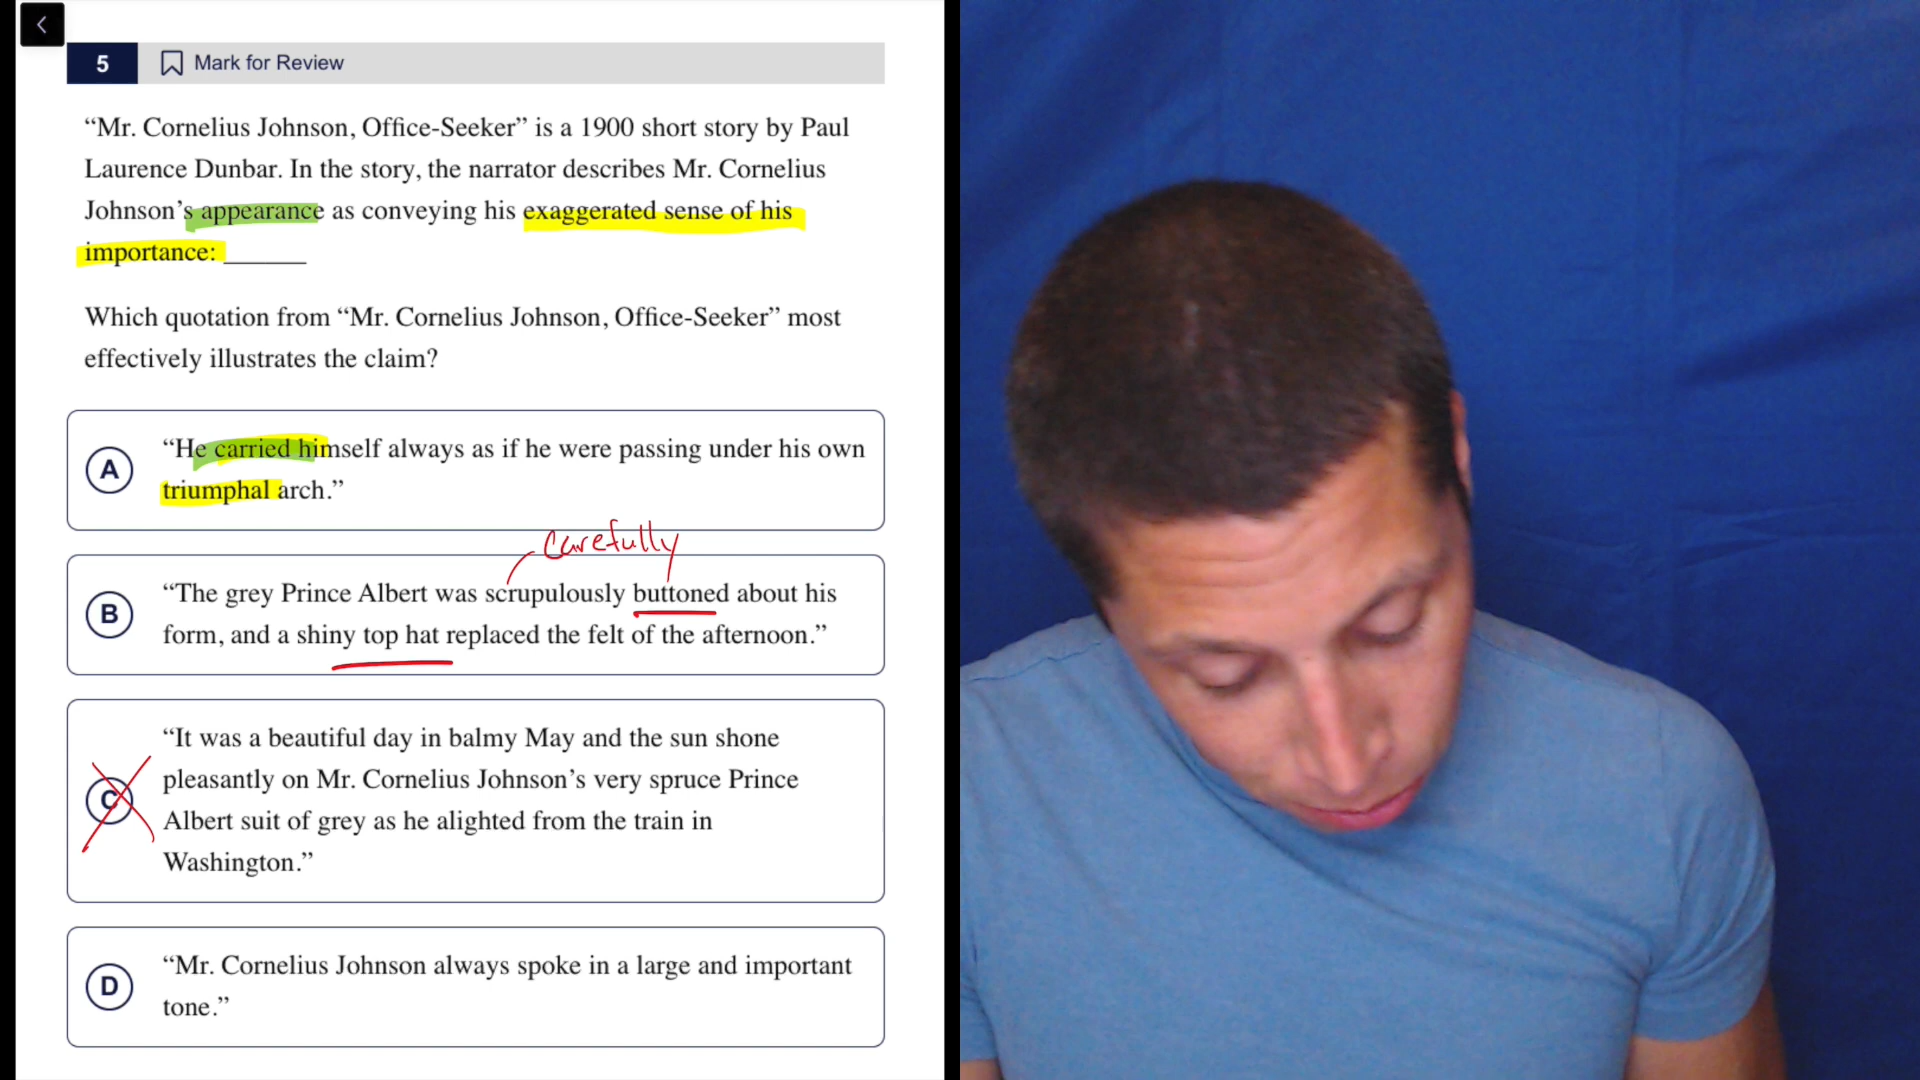 5 Mark for Review
“Mr. Cornelius Johnson, Office-Seeker” is a 1900 short story by Paul
Laurence Dunbar. In the story, the narrator describes Mr. Cornelius
Johnson’s appearance as conveying his exaggerated sense of his
importance: ______
Which quotation from “Mr. Cornelius Johnson, Office-Seeker” most
effectively illustrates the claim?
A
“He carried himself always as if he were passing under his own
triumphal arch.”
carefully
B
“The grey Prince Albert was scrupulously buttoned about his
form, and a shiny top hat replaced the felt of the afternoon.”
C
“It was a beautiful day in balmy May and the sun shone
pleasantly on Mr. Cornelius Johnson’s very spruce Prince
Albert suit of grey as he alighted from the train in
Washington.”
D
“Mr. Cornelius Johnson always spoke in a large and important
tone.”